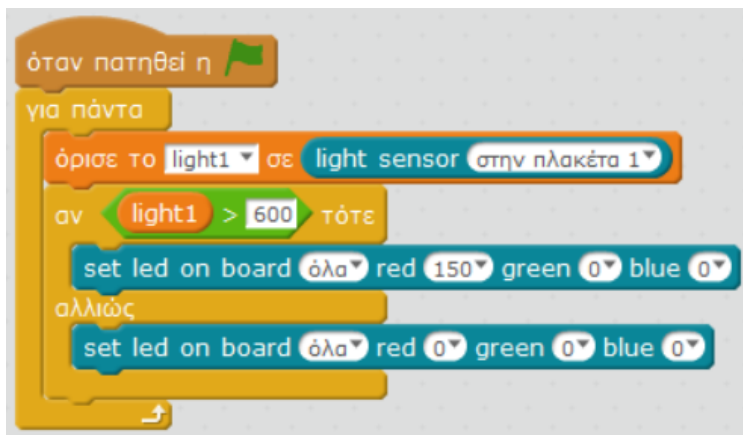 όταν πατηθεί η
για πάντα
όρισε το light1 σε light sensor στην πλακέτα 1
αν light1 > 600 τότε
set led on board όλα red 150 green 0 blue 0
αλλιώς
set led on board όλα red 0 green 0 blue 0